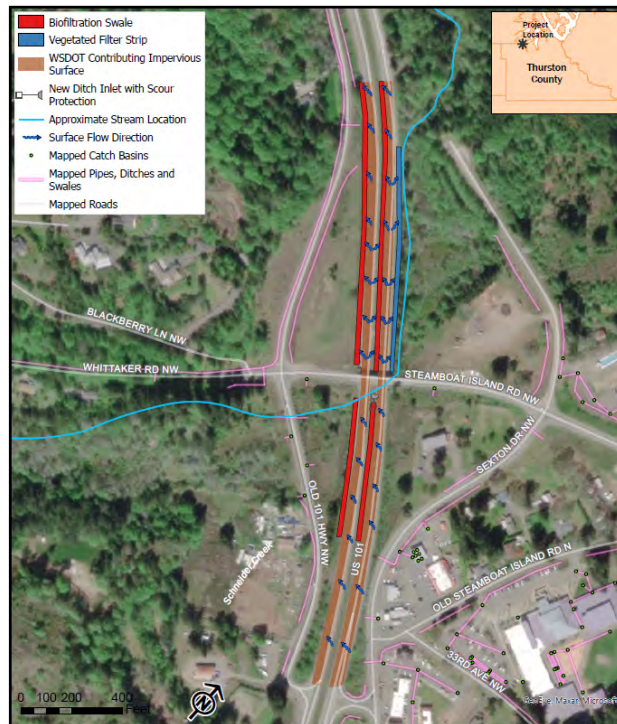 Biofiltration Swale
Vegetated Filter Strip
WSDOT Contributing Impervious
Surface
New Ditch Inlet with Scour
Protection
Approximate Stream Location
Surface Flow Direction
Mapped Catch Basins
Mapped Pipes, Ditches and
Swales
Mapped Roads
Project
Location
Thurston
County
BLACKBERRY LN NW
WHITTAKER RD NW
STEAMBOAT ISLAND RD NW
SEXTON DR NW
OLD 101 HWY NW
US 101
Schneider Creek
OLD STEAMBOAT ISLAND RD N
33RD AVE NW
0 100 200 400
Feet
N
Maxar, Microsoft